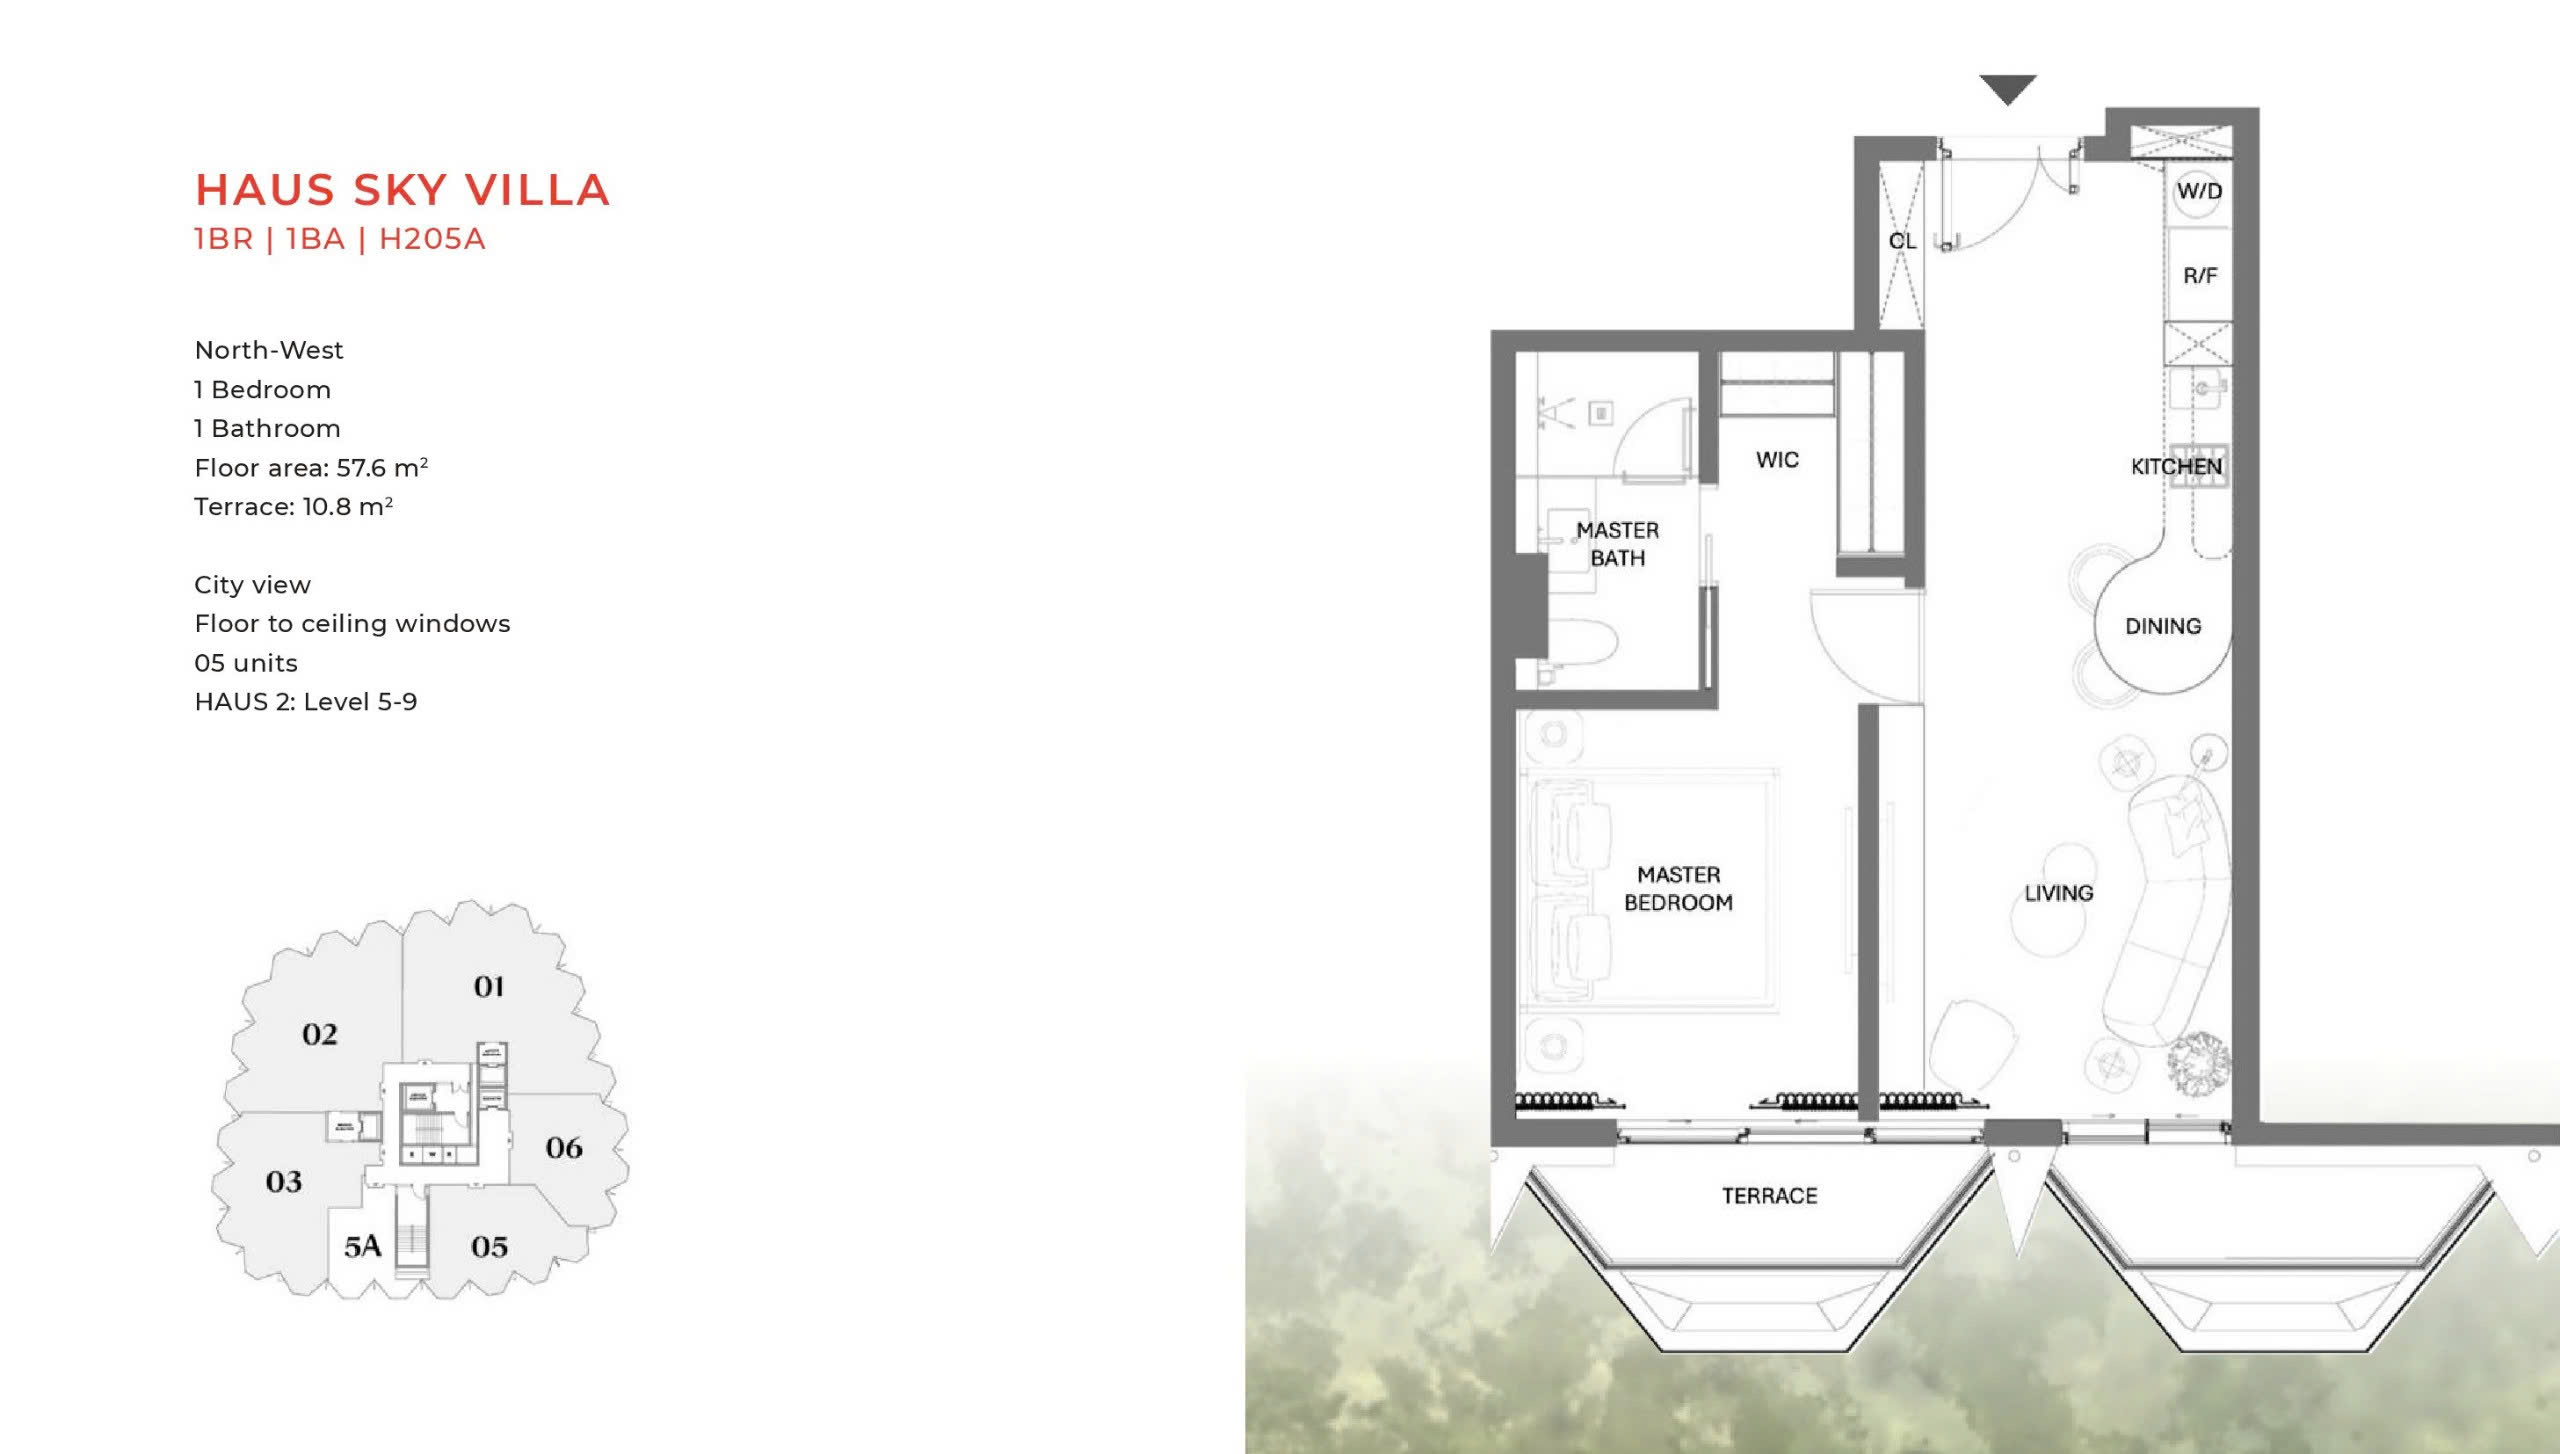 HAUS SKY VILLA
1BR | 1BA | H205A
North-West
1 Bedroom
1 Bathroom
Floor area: 57.6 m²
Terrace: 10.8 m²
City view
Floor to ceiling windows
05 units
HAUS 2: Level 5-9
01
02
03
06
5A
05
W/D
CL
R/F
WIC
KITCHEN
MASTER
BATH
DINING
MASTER
BEDROOM
LIVING
TERRACE